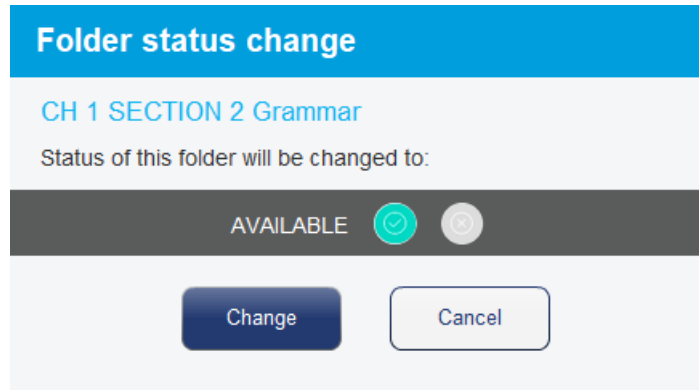 Folder status change
CH 1 SECTION 2 Grammar
Status of this folder will be changed to:
AVAILABLE
Change Cancel